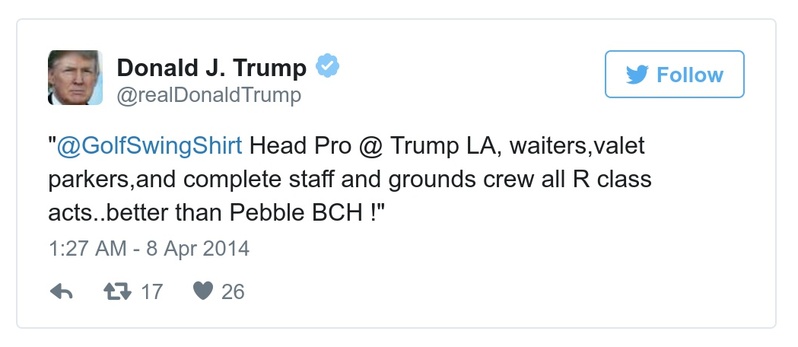 Donald J. Trump
@realDonaldTrump
Follow
"@GolfSwingShirt Head Pro @ Trump LA, waiters,valet
parkers,and complete staff and grounds crew all R class
acts..better than Pebble BCH !"
1:27 AM - 8 Apr 2014
17 26